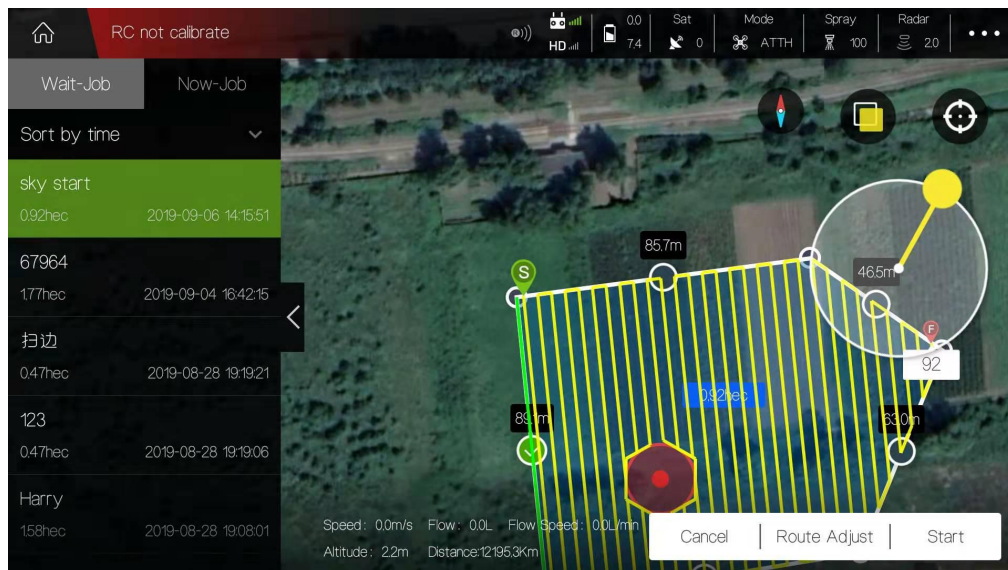 RC not calibrate
HD
0.0
7.4
Sat
0
Mode
ATTH
Spray
100
Radar
2.0
Wait-Job
Now-Job
Sort by time
sky start
0.92hec 2019-09-06 14:15:51
67964
1.77hec 2019-09-04 16:42:15
扫边
0.47hec 2019-08-28 19:19:21
123
0.47hec 2019-08-28 19:19:06
Harry
1.58hec 2019-08-28 19:08:01
S
85.7m
46.5m
F
92
0.92hec
89.1m
63.0m
Speed: 0.0m/s Flow: 0.0L Flow Speed: 0.0L/min
Altitude: 2.2m Distance:12195.3Km
Cancel
Route Adjust
Start